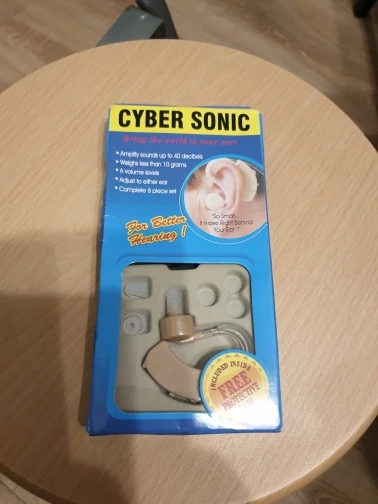 CYBER SONIC
Bring the world to your ears
* Amplify sounds up to 40 decibels
* Weighs less than 10 grams
* 6 volume levels
* Adjust to either ear
* Complete 8 piece set
"So Small
It Hides Right Behind
Your Ear !"
For Better
Hearing !
INCLUDED INSIDE
FREE
PROTECTIVE